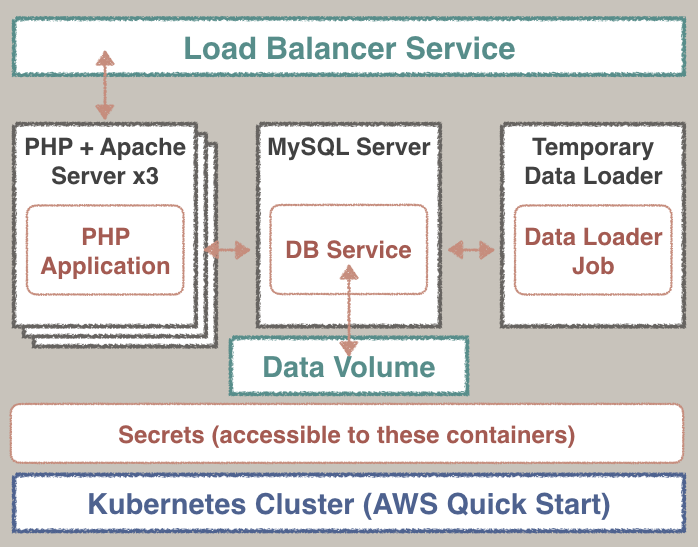 Load Balancer Service
PHP + Apache
Server x3
PHP
Application
MySQL Server
DB Service
Temporary
Data Loader
Data Loader
Job
Data Volume
Secrets (accessible to these containers)
Kubernetes Cluster (AWS Quick Start)